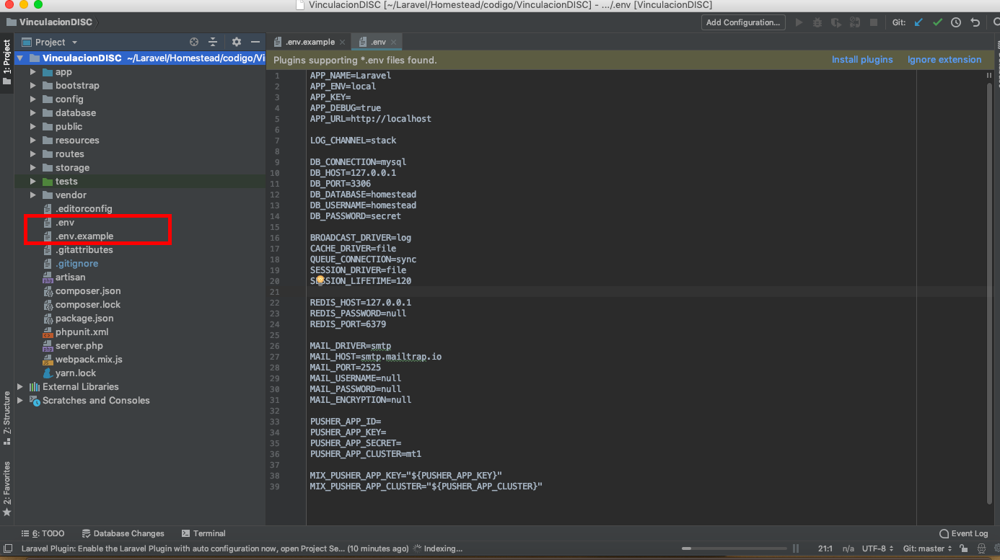 VinculacionDISC [~/Laravel/Homestead/codigo/VinculacionDISC] - .../.env [VinculacionDISC]
VinculacionDISC
Add Configuration...
Git:
1: Project
Project
.env.example
.env
VinculacionDISC ~/Laravel/Homestead/codigo/Vi
app
bootstrap
config
database
public
resources
routes
storage
tests
vendor
.editorconfig
.env
.env.example
.gitattributes
.gitignore
artisan
composer.json
composer.lock
package.json
phpunit.xml
server.php
webpack.mix.js
yarn.lock
External Libraries
Scratches and Consoles
Plugins supporting *.env files found.
Install plugins
Ignore extension
1 APP_NAME=Laravel
2 APP_ENV=local
3 APP_KEY=
4 APP_DEBUG=true
5 APP_URL=http://localhost
6
7 LOG_CHANNEL=stack
8
9 DB_CONNECTION=mysql
10 DB_HOST=127.0.0.1
11 DB_PORT=3306
12 DB_DATABASE=homestead
13 DB_USERNAME=homestead
14 DB_PASSWORD=secret
15
16 BROADCAST_DRIVER=log
17 CACHE_DRIVER=file
18 QUEUE_CONNECTION=sync
19 SESSION_DRIVER=file
20 SESSION_LIFETIME=120
21
22 REDIS_HOST=127.0.0.1
23 REDIS_PASSWORD=null
24 REDIS_PORT=6379
25
26 MAIL_DRIVER=smtp
27 MAIL_HOST=smtp.mailtrap.io
28 MAIL_PORT=2525
29 MAIL_USERNAME=null
30 MAIL_PASSWORD=null
31 MAIL_ENCRYPTION=null
32
33 PUSHER_APP_ID=
34 PUSHER_APP_KEY=
35 PUSHER_APP_SECRET=
36 PUSHER_APP_CLUSTER=mt1
37
38 MIX_PUSHER_APP_KEY="${PUSHER_APP_KEY}"
39 MIX_PUSHER_APP_CLUSTER="${PUSHER_APP_CLUSTER}"
Z: Structure
2: Favorites
6: TODO
Database Changes
Terminal
Event Log
Laravel Plugin: Enable the Laravel Plugin with auto configuration now, open Project Se... (10 minutes ago)
Indexing...
21:1
n/a
UTF-8
Git: master